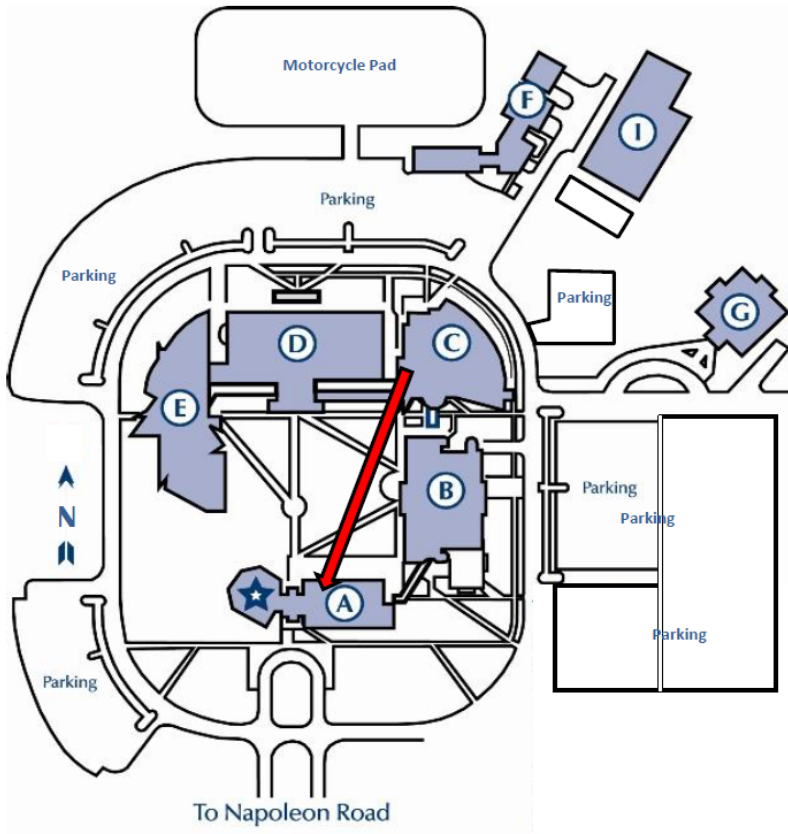 Motorcycle Pad
F
I
Parking
Parking
Parking
G
D
C
E
B
Parking
Parking
N
A
Parking
Parking
To Napoleon Road